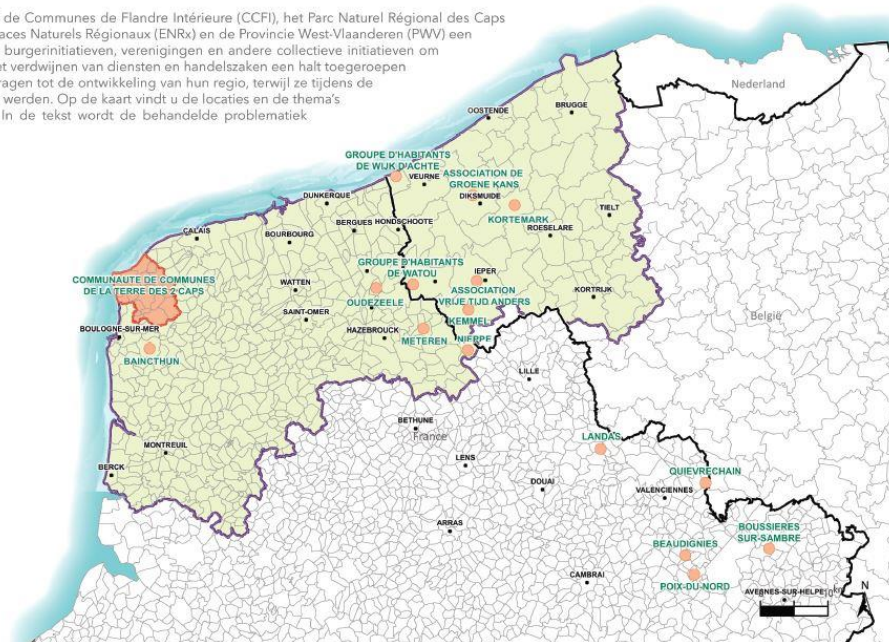 de Communes de Flandre Intérieure (CCFI), het Parc Naturel Régional des Caps
aces Naturels Régionaux (ENRx) en de Provincie West-Vlaanderen (PWV) een
burgerinitiatieven, verenigingen en andere collectieve initiatieven om
et verdwijnen van diensten en handelszaken een halt toegeroepen
ragen tot de ontwikkeling van hun regio, terwijl ze tijdens de
werden. Op de kaart vindt u de locaties en de thema's
In de tekst wordt de behandelde problematiek
Nederland
OOSTENDE
BRUGGE
GROUPE D'HABITANTS
DE WIJK D'ACHTE
VEURNE
ASSOCIATION DE
GROENE KANS
DIKSMUIDE
DUNKERQUE
KORTEMARK
TIELT
CALAIS
BOURBOURG
BERGUES
HONDSCHOOTE
ROESELARE
COMMUNAUTE DE COMMUNES
DE LA TERRE DES 2 CAPS
WATTEN
GROUPE D'HABITANTS
DE WATOU
IEPER
OUDEZEELE
ASSOCIATION
VRIJE TIJD ANDERS
KORTRIJK
SAINT-OMER
KEMMEL
België
BOULOGNE-SUR-MER
HAZEBROUCK
METEREN
NIEPPE
BAINCTHUN
LILLE
BETHUNE
France
LANDAS
MONTREUIL
BERCK
LENS
DOUAI
QUIEVRECHAIN
VALENCIENNES
ARRAS
BEAUDIGNIES
BOUSSIERES
SUR-SAMBRE
CAMBRAI
POIX-DU-NORD
AVESNES-SUR-HELPE
N